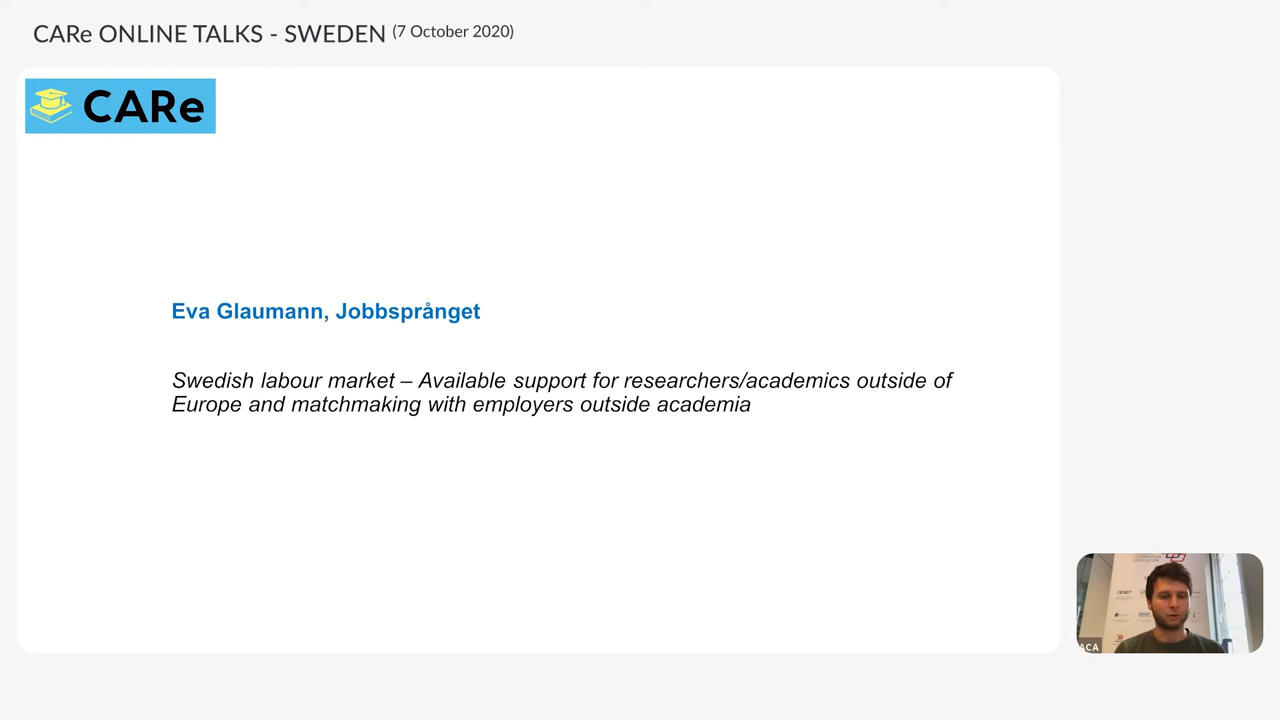 CARe ONLINE TALKS - SWEDEN (7 October 2020)
CARe
Eva Glaumann, Jobbsprånget
Swedish labour market – Available support for researchers/academics outside of
Europe and matchmaking with employers outside academia
ACA